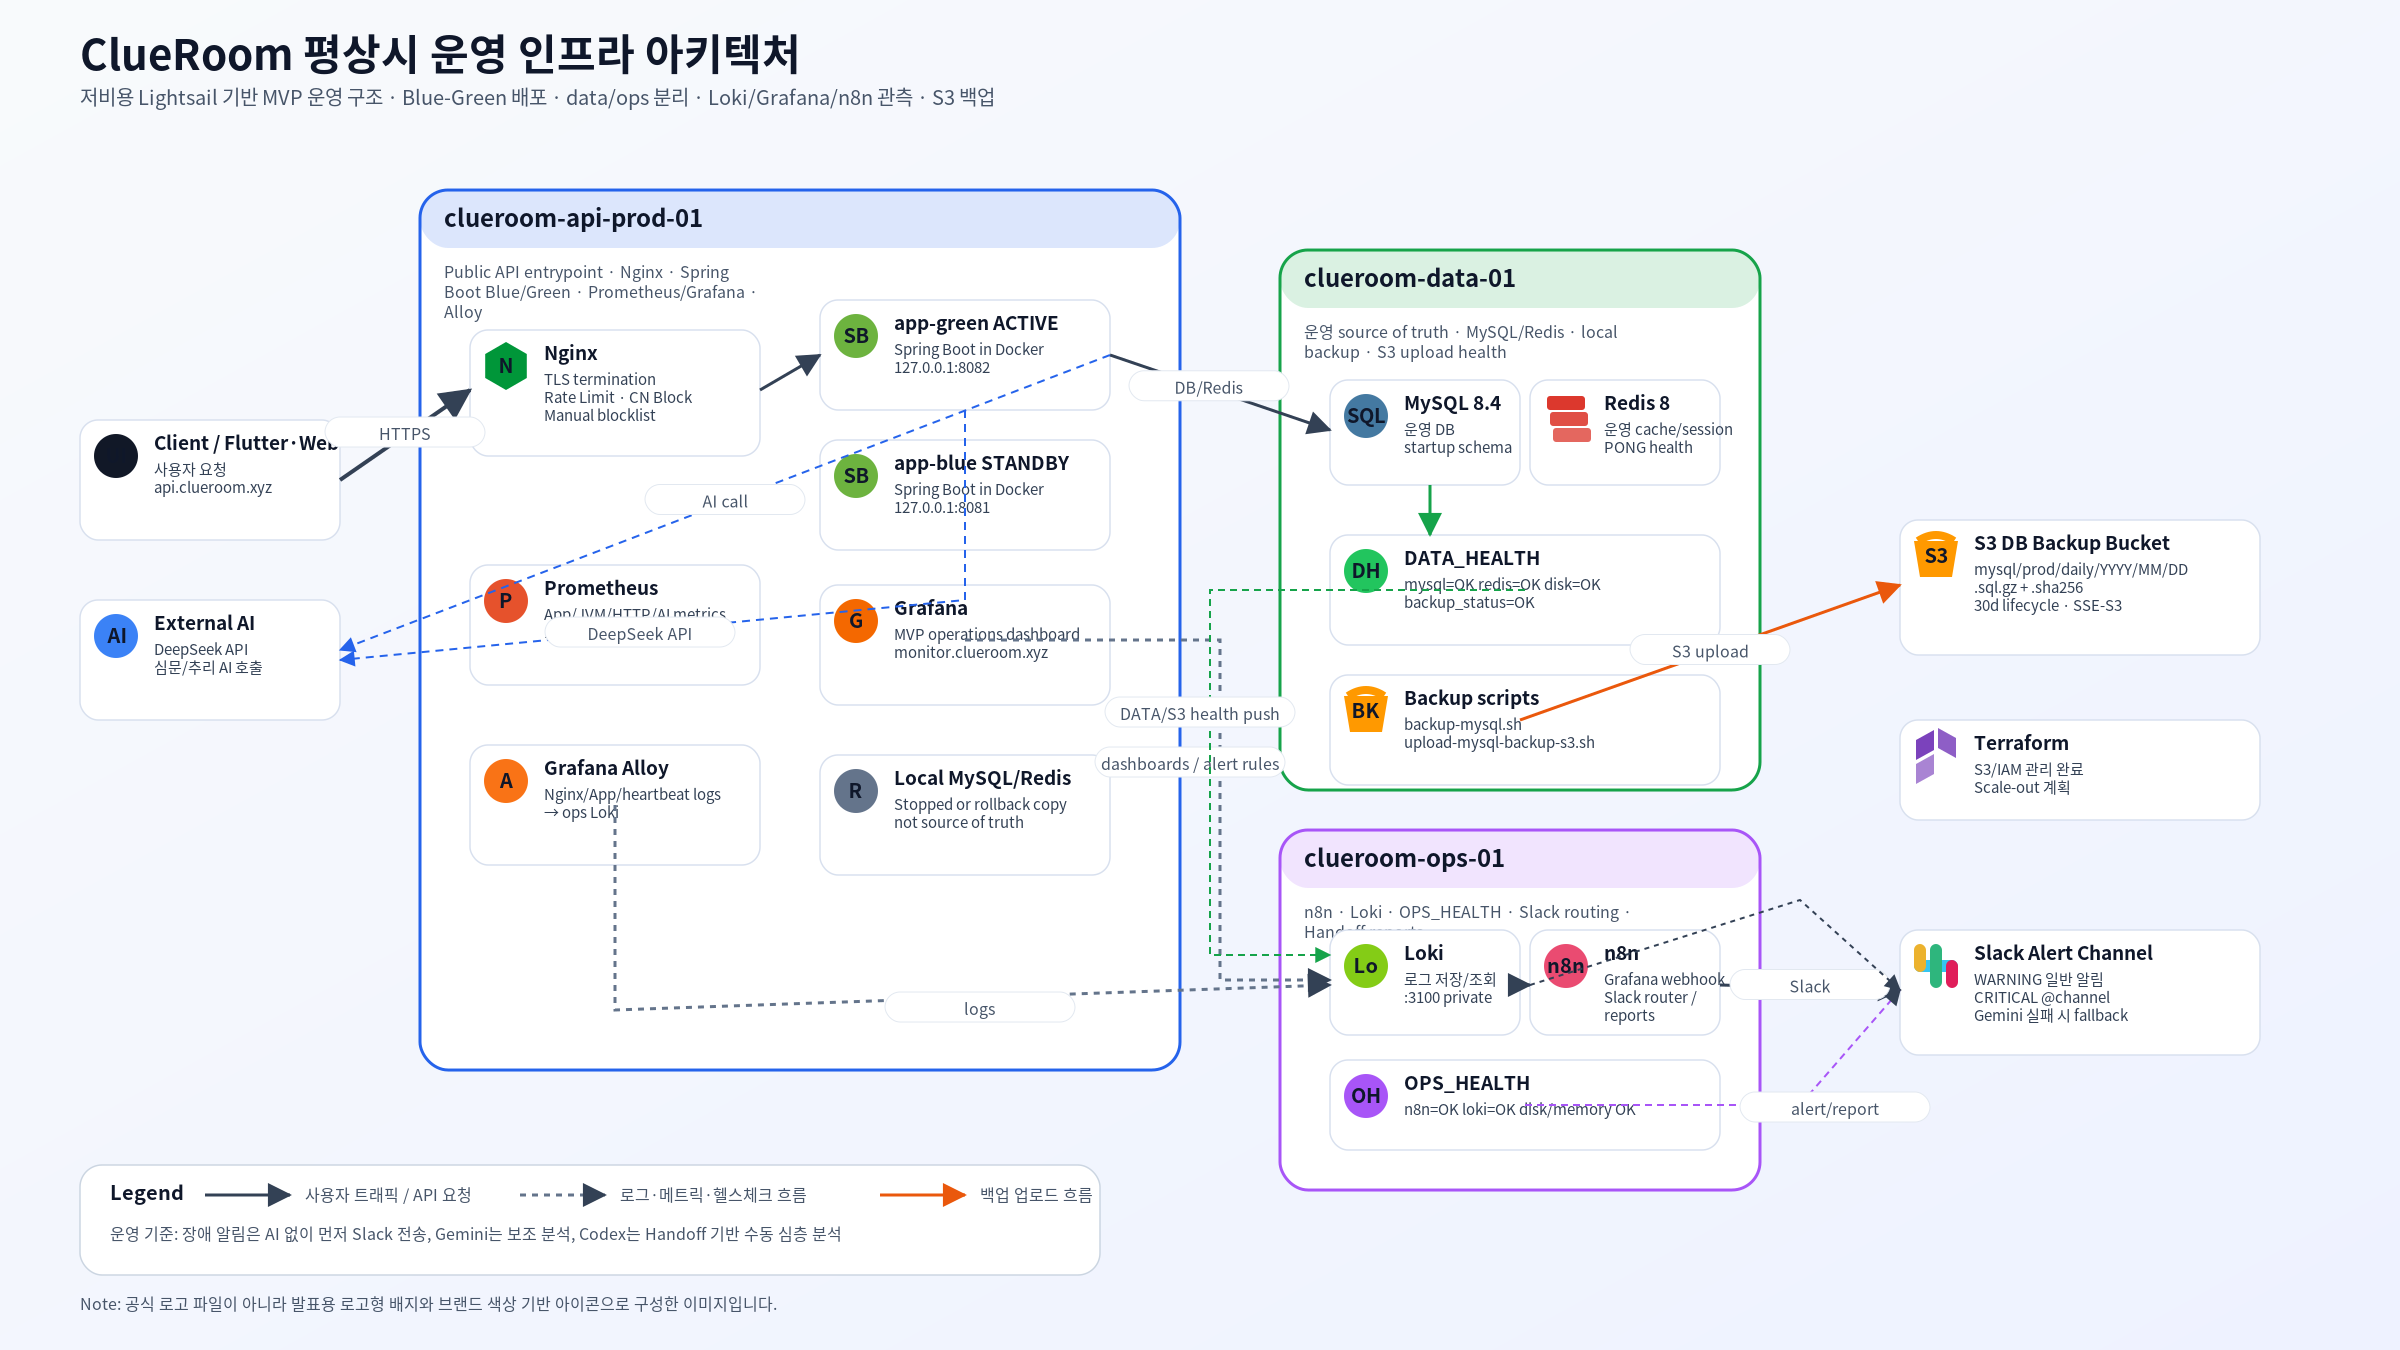 ClueRoom 평상시 운영 인프라 아키텍처
저비용 Lightsail 기반 MVP 운영 구조 · Blue-Green 배포 · data/ops 분리 · Loki/Grafana/n8n 관측 · S3 백업
clueroom-api-prod-01
Public API entrypoint · Nginx · Spring
Boot Blue/Green · Prometheus/Grafana ·
Alloy
N
Nginx
TLS termination
Rate Limit · CN Block
Manual blocklist
SB
app-green ACTIVE
Spring Boot in Docker
127.0.0.1:8082
SB
app-blue STANDBY
Spring Boot in Docker
127.0.0.1:8081
Client / Flutter·Web
사용자 요청
api.clueroom.xyz
HTTPS
AI call
DB/Redis
AI
External AI
DeepSeek API
심문/추리 AI 호출
P
Prometheus
App/JVM/HTTP/AI metrics
DeepSeek API
G
Grafana
MVP operations dashboard
monitor.clueroom.xyz
A
Grafana Alloy
Nginx/App/heartbeat logs
→ ops Loki
R
Local MySQL/Redis
Stopped or rollback copy
not source of truth
DATA/S3 health push
dashboards / alert rules
logs
clueroom-data-01
운영 source of truth · MySQL/Redis · local
backup · S3 upload health
SQL
MySQL 8.4
운영 DB
startup schema
Redis 8
운영 cache/session
PONG health
DH
DATA_HEALTH
mysql=OK redis=OK disk=OK
backup_status=OK
BK
Backup scripts
backup-mysql.sh
upload-mysql-backup-s3.sh
S3 upload
S3
S3 DB Backup Bucket
mysql/prod/daily/YYYY/MM/DD
.sql.gz + .sha256
30d lifecycle · SSE-S3
Terraform
S3/IAM 관리 완료
Scale-out 계획
clueroom-ops-01
n8n · Loki · OPS_HEALTH · Slack routing ·
Handoff reports
Lo
Loki
로그 저장/조회
:3100 private
n8n
n8n
Grafana webhook
Slack router /
reports
Slack
OH
OPS_HEALTH
n8n=OK loki=OK disk/memory OK
alert/report
Slack Alert Channel
WARNING 일반 알림
CRITICAL @channel
Gemini 실패 시 fallback
Legend
사용자 트래픽 / API 요청
로그·메트릭·헬스체크 흐름
백업 업로드 흐름
운영 기준: 장애 알림은 AI 없이 먼저 Slack 전송, Gemini는 보조 분석, Codex는 Handoff 기반 수동 심층 분석
Note: 공식 로고 파일이 아니라 발표용 로고형 배지와 브랜드 색상 기반 아이콘으로 구성한 이미지입니다.